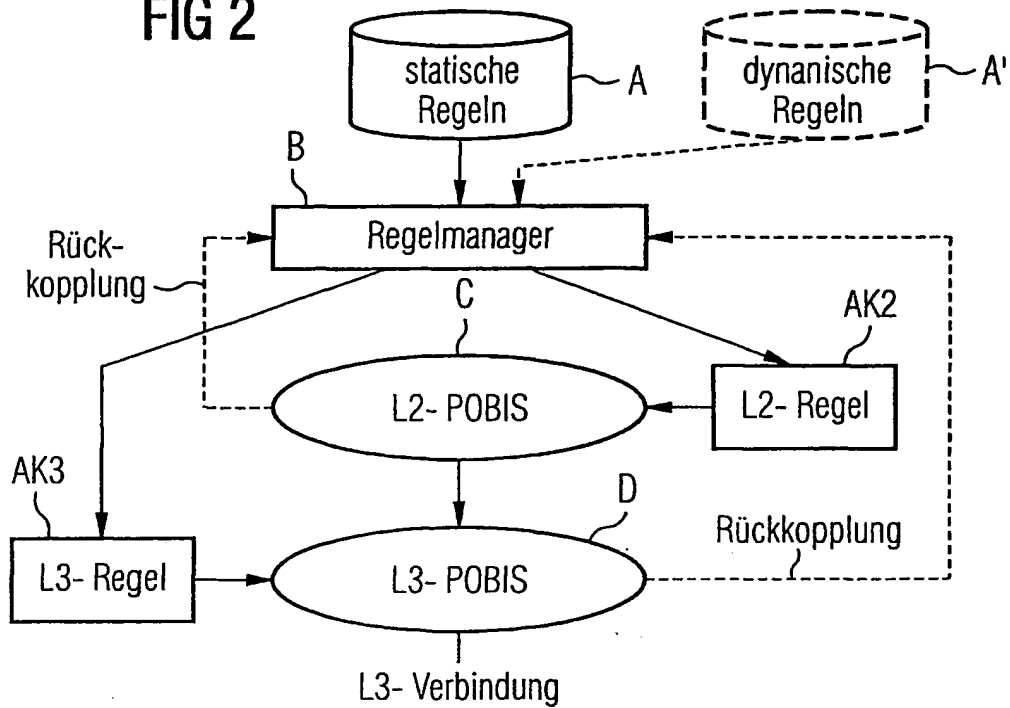 FIG 2
statische
Regeln
A
dynanische
Regeln
A'
B
Regelmanager
Rück-
kopplung
C
AK2
L2- POBIS
L2- Regel
AK3
D
Rückkopplung
L3- Regel
L3- POBIS
L3- Verbindung